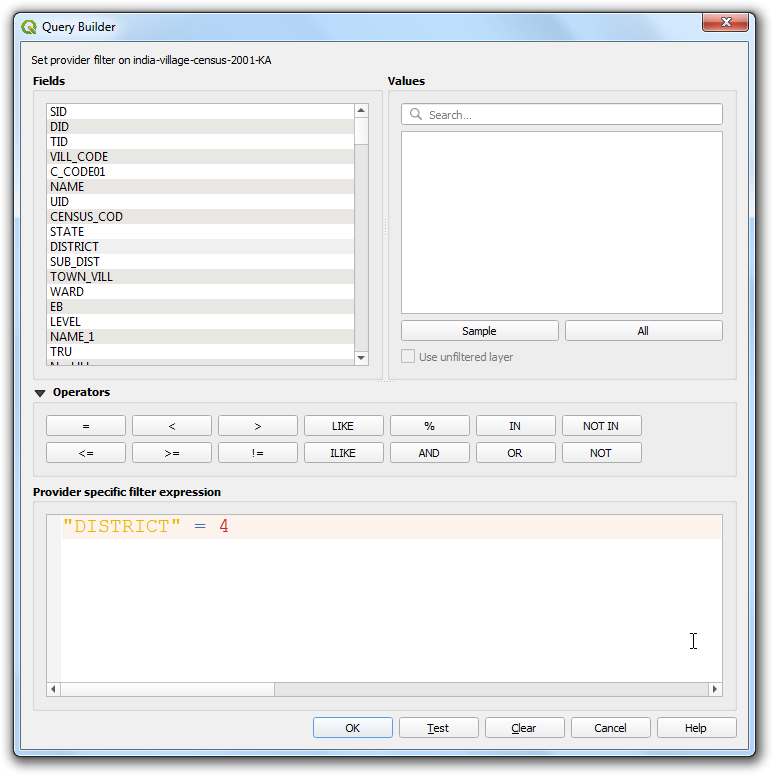 Query Builder
Set provider filter on india-village-census-2001-KA
Fields
SID
DID
TID
VILL_CODE
C_CODE01
NAME
UID
CENSUS_COD
STATE
DISTRICT
SUB_DIST
TOWN_VILL
WARD
EB
LEVEL
NAME_1
TRU
Values
Search...
Sample All
Use unfiltered layer
Operators
= < > LIKE % IN NOT IN
<= >= != ILIKE AND OR NOT
Provider specific filter expression
"DISTRICT" = 4
OK Test Clear Cancel Help